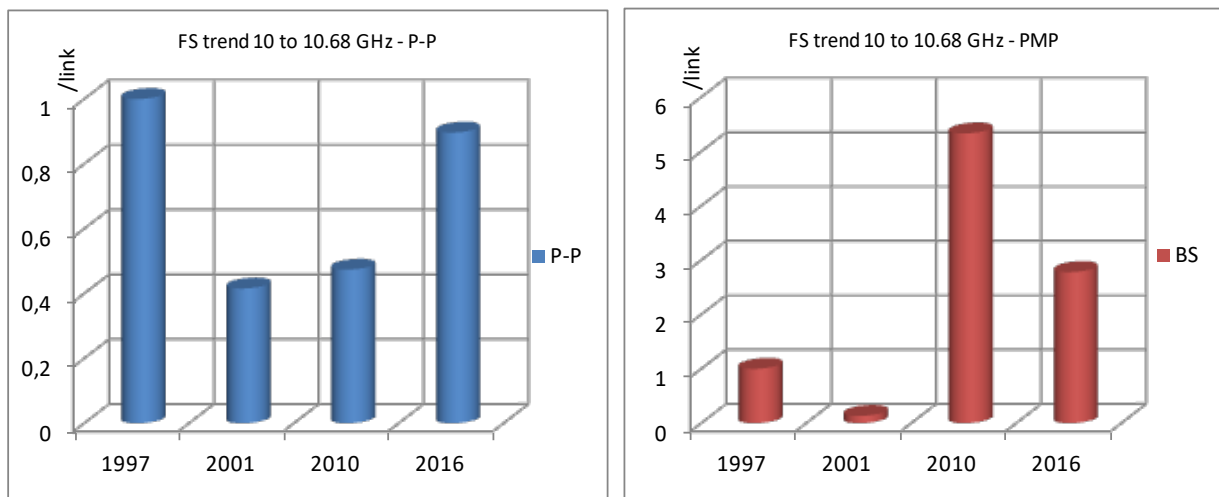 FS trend 10 to 10.68 GHz - P-P
/link
1
0,8
0,6
0,4
0,2
0
1997 2001 2010 2016
P-P
FS trend 10 to 10.68 GHz - PMP
/link
6
5
4
3
2
1
0
1997 2001 2010 2016
BS